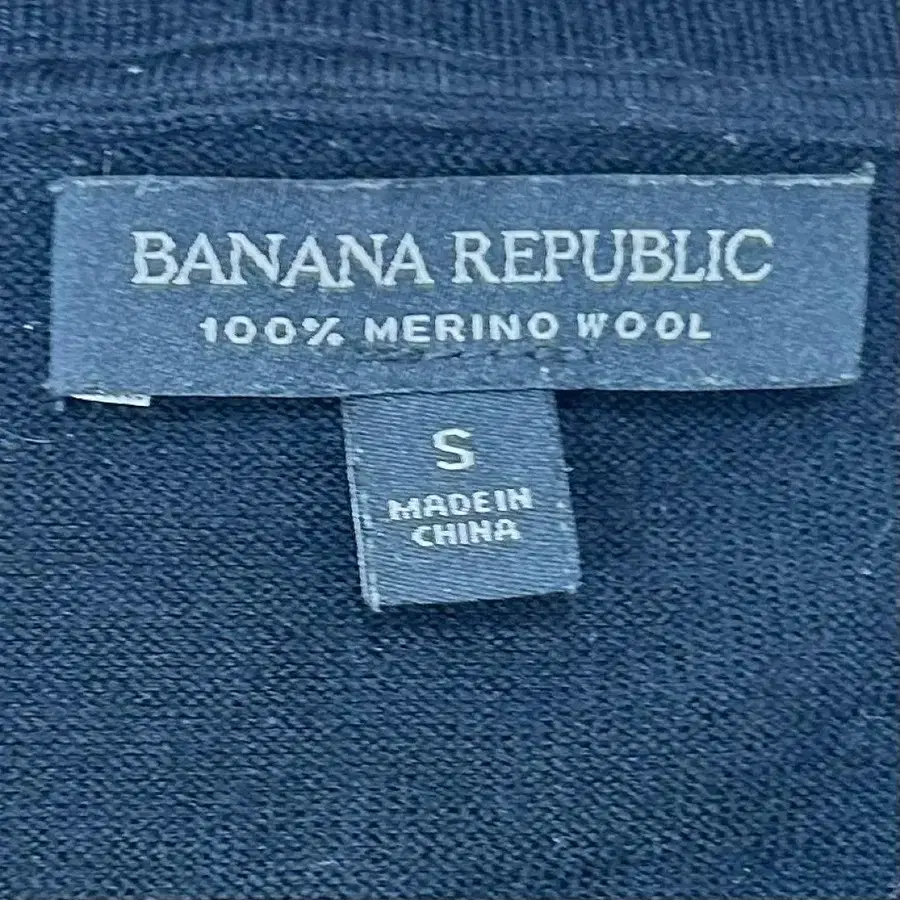 BANANA REPUBLIC
100% MERINO WOOL
S
MADE IN
CHINA